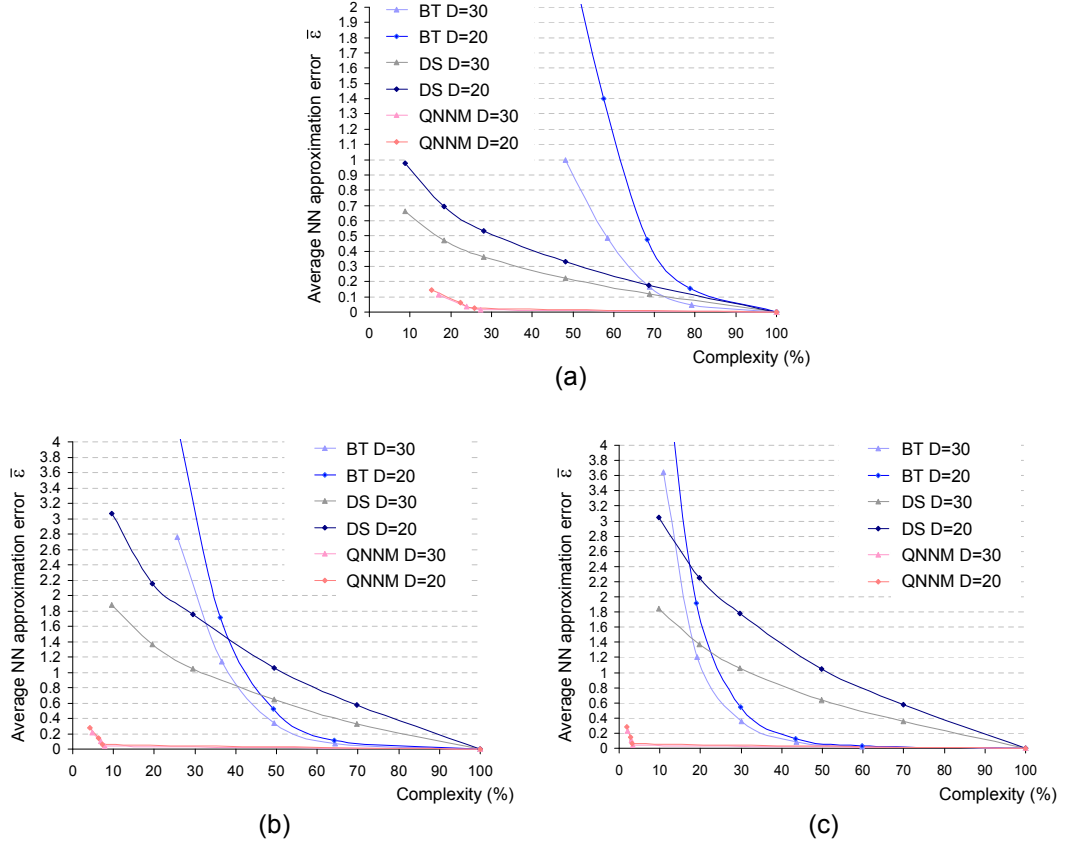 BT D=30
BT D=20
DS D=30
DS D=20
QNNM D=30
QNNM D=20
Average NN approximation error ε̅
2
1.9
1.8
1.7
1.6
1.5
1.4
1.3
1.2
1.1
1
0.9
0.8
0.7
0.6
0.5
0.4
0.3
0.2
0.1
0
0 10 20 30 40 50 60 70 80 90 100
Complexity (%)
(a)
BT D=30
BT D=20
DS D=30
DS D=20
QNNM D=30
QNNM D=20
Average NN approximation error ε̅
4
3.8
3.6
3.4
3.2
3
2.8
2.6
2.4
2.2
2
1.8
1.6
1.4
1.2
1
0.8
0.6
0.4
0.2
0
0 10 20 30 40 50 60 70 80 90 100
Complexity (%)
(b)
BT D=30
BT D=20
DS D=30
DS D=20
QNNM D=30
QNNM D=20
Average NN approximation error ε̅
4
3.8
3.6
3.4
3.2
3
2.8
2.6
2.4
2.2
2
1.8
1.6
1.4
1.2
1
0.8
0.6
0.4
0.2
0
0 10 20 30 40 50 60 70 80 90 100
Complexity (%)
(c)